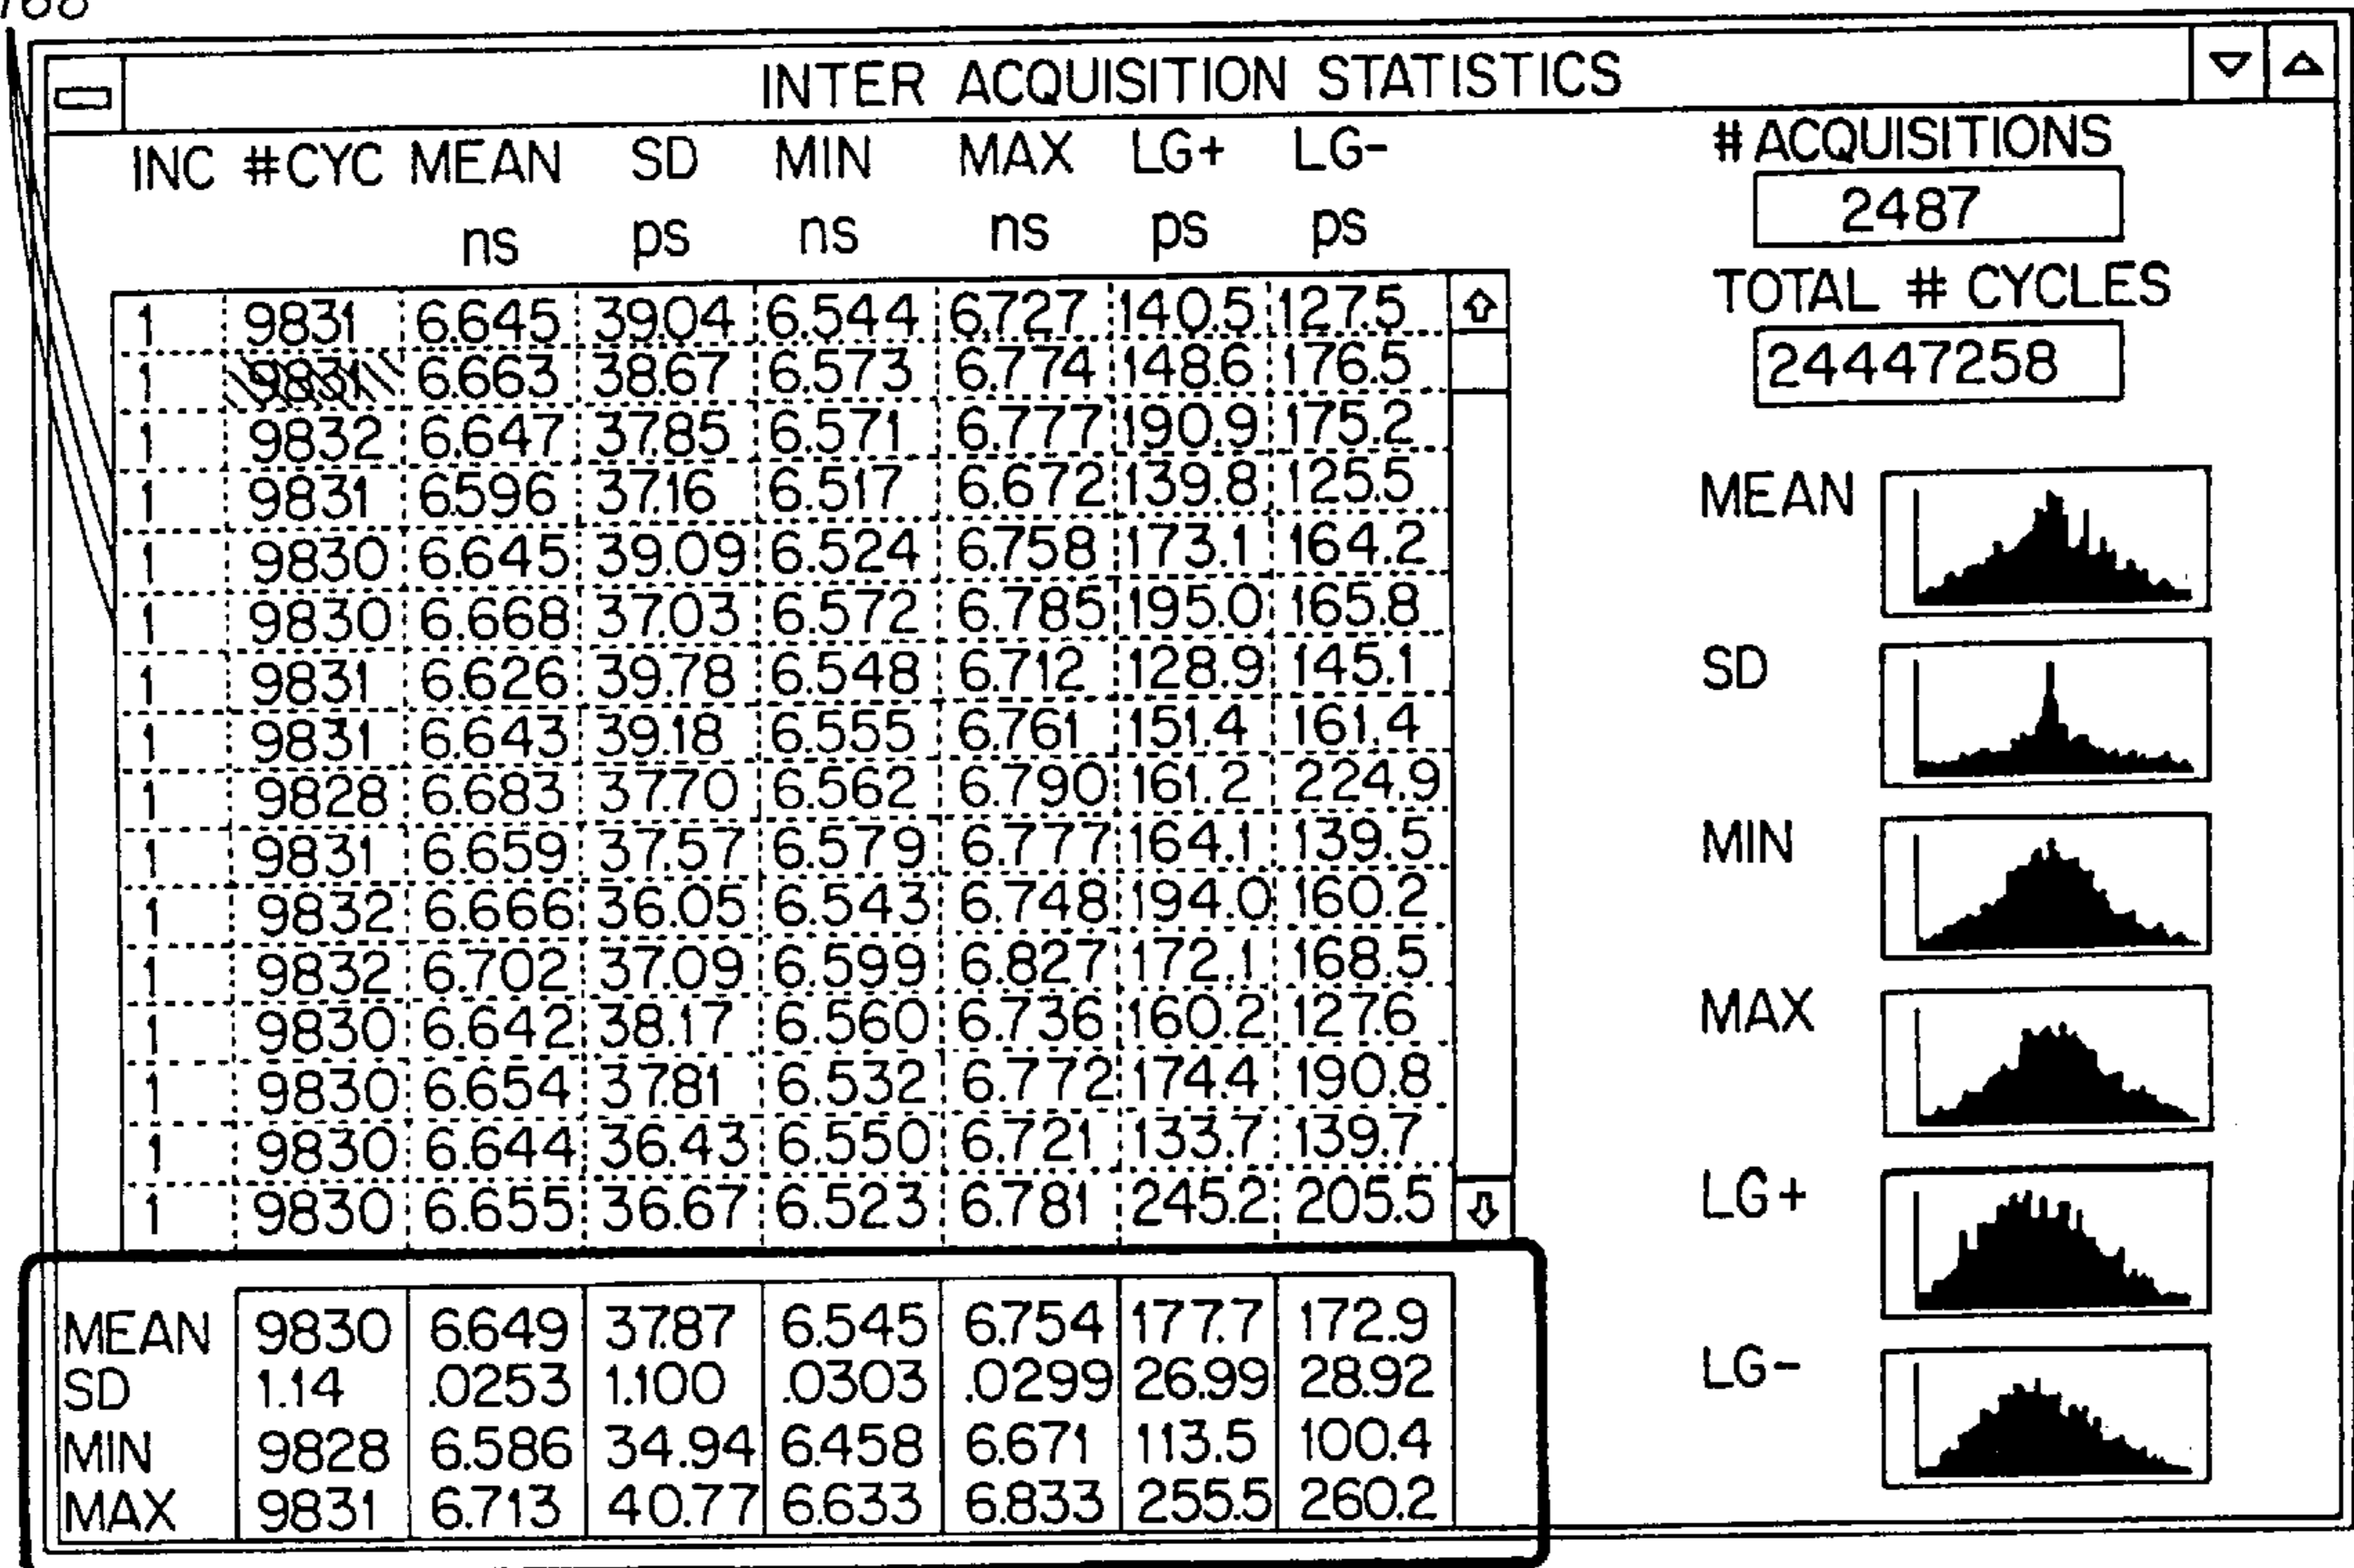 168
INTER ACQUISITION STATISTICS
INC #CYC MEAN SD MIN MAX LG+ LG-
ns ps ns ns ps ps
1 9831 6.645 39.04 6.544 6.727 140.5 127.5
1 9831 6.663 38.67 6.573 6.774 148.6 176.5
1 9832 6.647 37.85 6.571 6.777 190.9 175.2
1 9831 6.596 37.16 6.517 6.672 139.8 125.5
1 9830 6.645 39.09 6.524 6.758 173.1 164.2
1 9830 6.668 37.03 6.572 6.785 195.0 165.8
1 9831 6.626 39.78 6.548 6.712 128.9 145.1
1 9831 6.643 39.18 6.555 6.761 151.4 161.4
1 9828 6.683 37.70 6.562 6.790 161.2 224.9
1 9831 6.659 37.57 6.579 6.777 164.1 139.5
1 9832 6.666 36.05 6.543 6.748 194.0 160.2
1 9832 6.702 37.09 6.599 6.827 172.1 168.5
1 9830 6.642 38.17 6.560 6.736 160.2 127.6
1 9830 6.654 37.81 6.532 6.772 174.4 190.8
1 9830 6.644 36.43 6.550 6.721 133.7 139.7
1 9830 6.655 36.67 6.523 6.781 245.2 205.5
MEAN 9830 6.649 37.87 6.545 6.754 177.7 172.9
SD 1.14 .0253 1.100 .0303 .0299 26.99 28.92
MIN 9828 6.586 34.94 6.458 6.671 113.5 100.4
MAX 9831 6.713 40.77 6.633 6.833 255.5 260.2
# ACQUISITIONS
2487
TOTAL # CYCLES
24447258
MEAN
SD
MIN
MAX
LG+
LG-